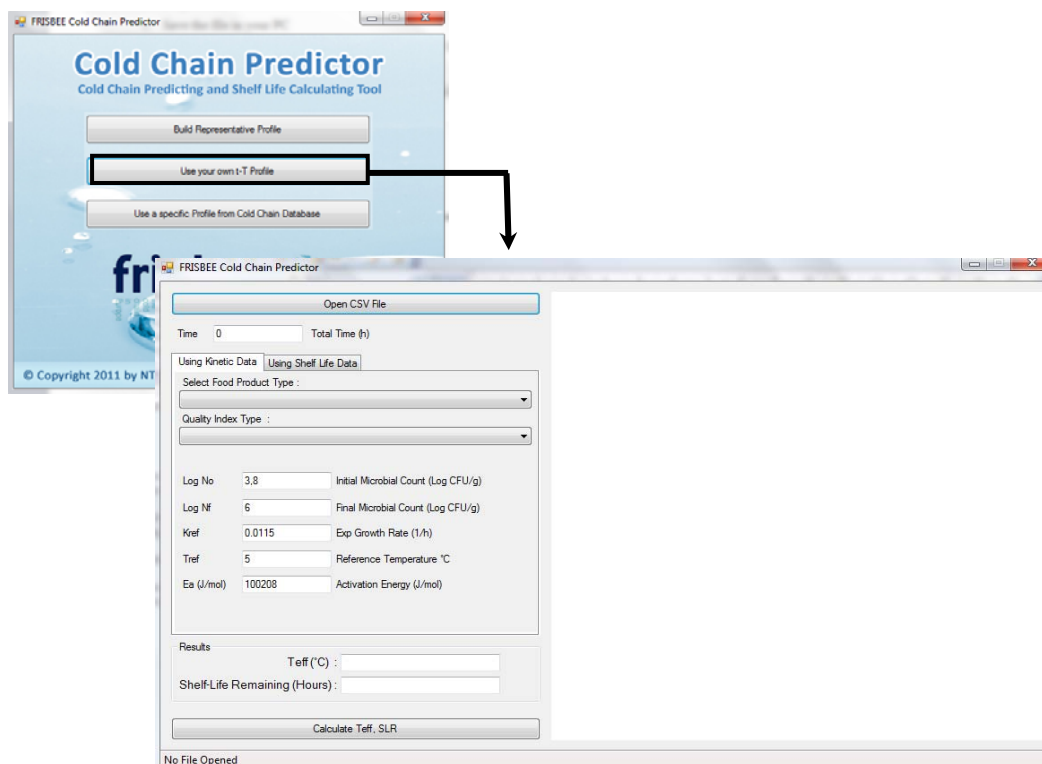 FRISBEE Cold Chain Predictor
Cold Chain Predictor
Cold Chain Predicting and Shelf Life Calculating Tool
Build Representative Profile
Use your own t-T Profile
Use a specific Profile from Cold Chain Database
© Copyright 2011 by NT
FRISBEE Cold Chain Predictor
Open CSV File
Time 0 Total Time (h)
Using Kinetic Data Using Shelf Life Data
Select Food Product Type :
Quality Index Type :
Log No 3,8 Initial Microbial Count (Log CFU/g)
Log Nf 6 Final Microbial Count (Log CFU/g)
Kref 0.0115 Exp Growth Rate (1/h)
Tref 5 Reference Temperature °C
Ea (J/mol) 100208 Activation Energy (J/mol)
Results
Teff (°C) :
Shelf-Life Remaining (Hours) :
Calculate Teff, SLR
No File Opened